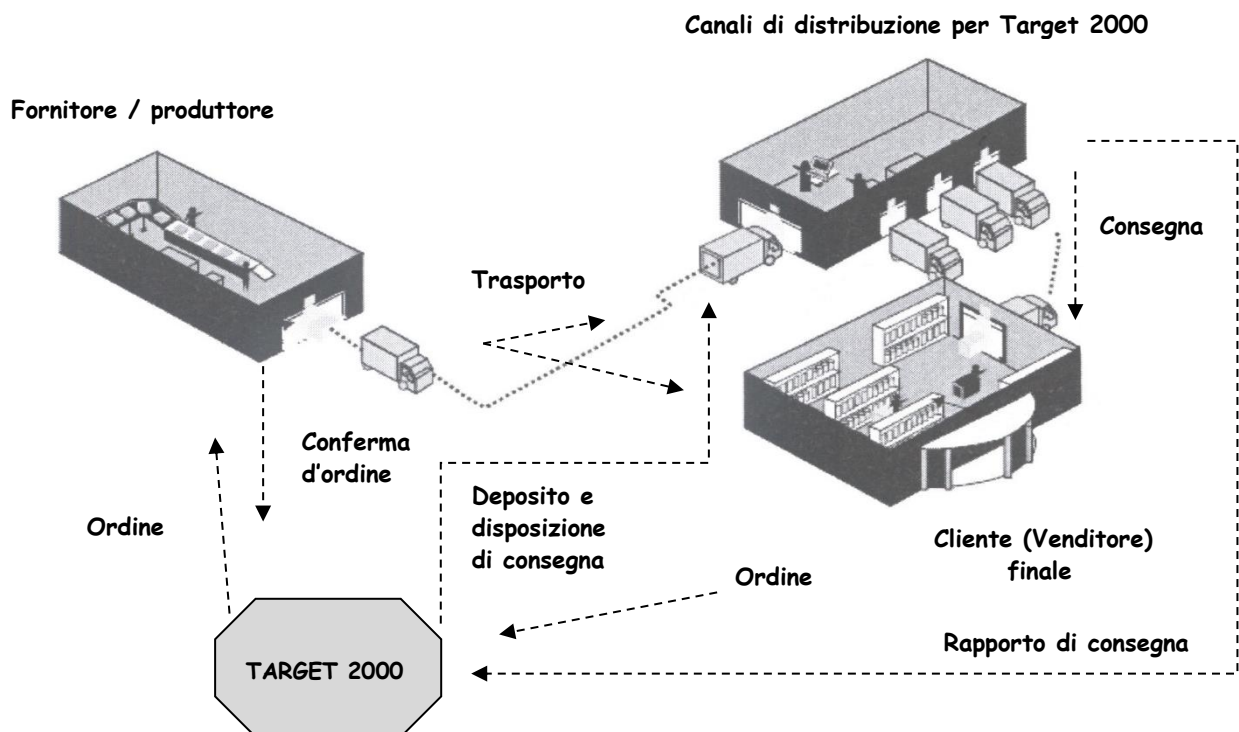 Canali di distribuzione per Target 2000
Fornitore / produttore
Consegna
Trasporto
Conferma
d'ordine
Deposito e
disposizione
di consegna
Ordine
Cliente (Venditore)
finale
Ordine
Rapporto di consegna
TARGET 2000